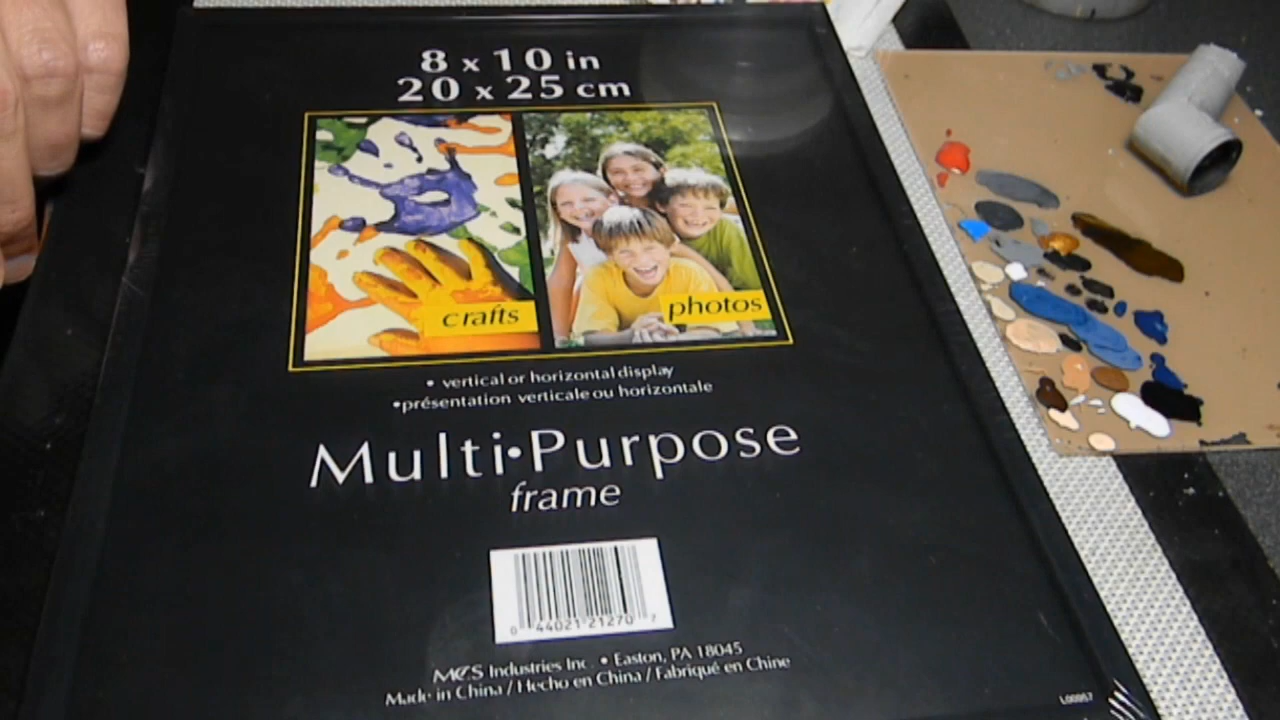 8 x 10 in
20 x 25 cm
crafts
photos
• vertical or horizontal display
•présentation verticale ou horizontale
Multi•Purpose
frame
0 44021 21270 7
MCS Industries Inc. • Easton, PA 18045
Made in China / Hecho en China / Fabriqué en Chine
L00957